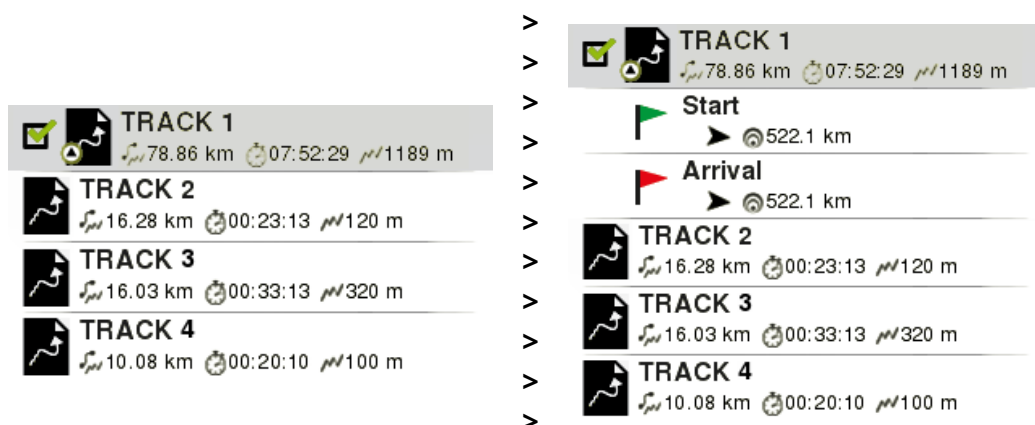 TRACK 1
78.86 km 07:52:29 1189 m
TRACK 2
16.28 km 00:23:13 120 m
TRACK 3
16.03 km 00:33:13 320 m
TRACK 4
10.08 km 00:20:10 100 m
>
>
>
>
>
>
>
>
>
>
>
TRACK 1
78.86 km 07:52:29 1189 m
Start
522.1 km
Arrival
522.1 km
TRACK 2
16.28 km 00:23:13 120 m
TRACK 3
16.03 km 00:33:13 320 m
TRACK 4
10.08 km 00:20:10 100 m